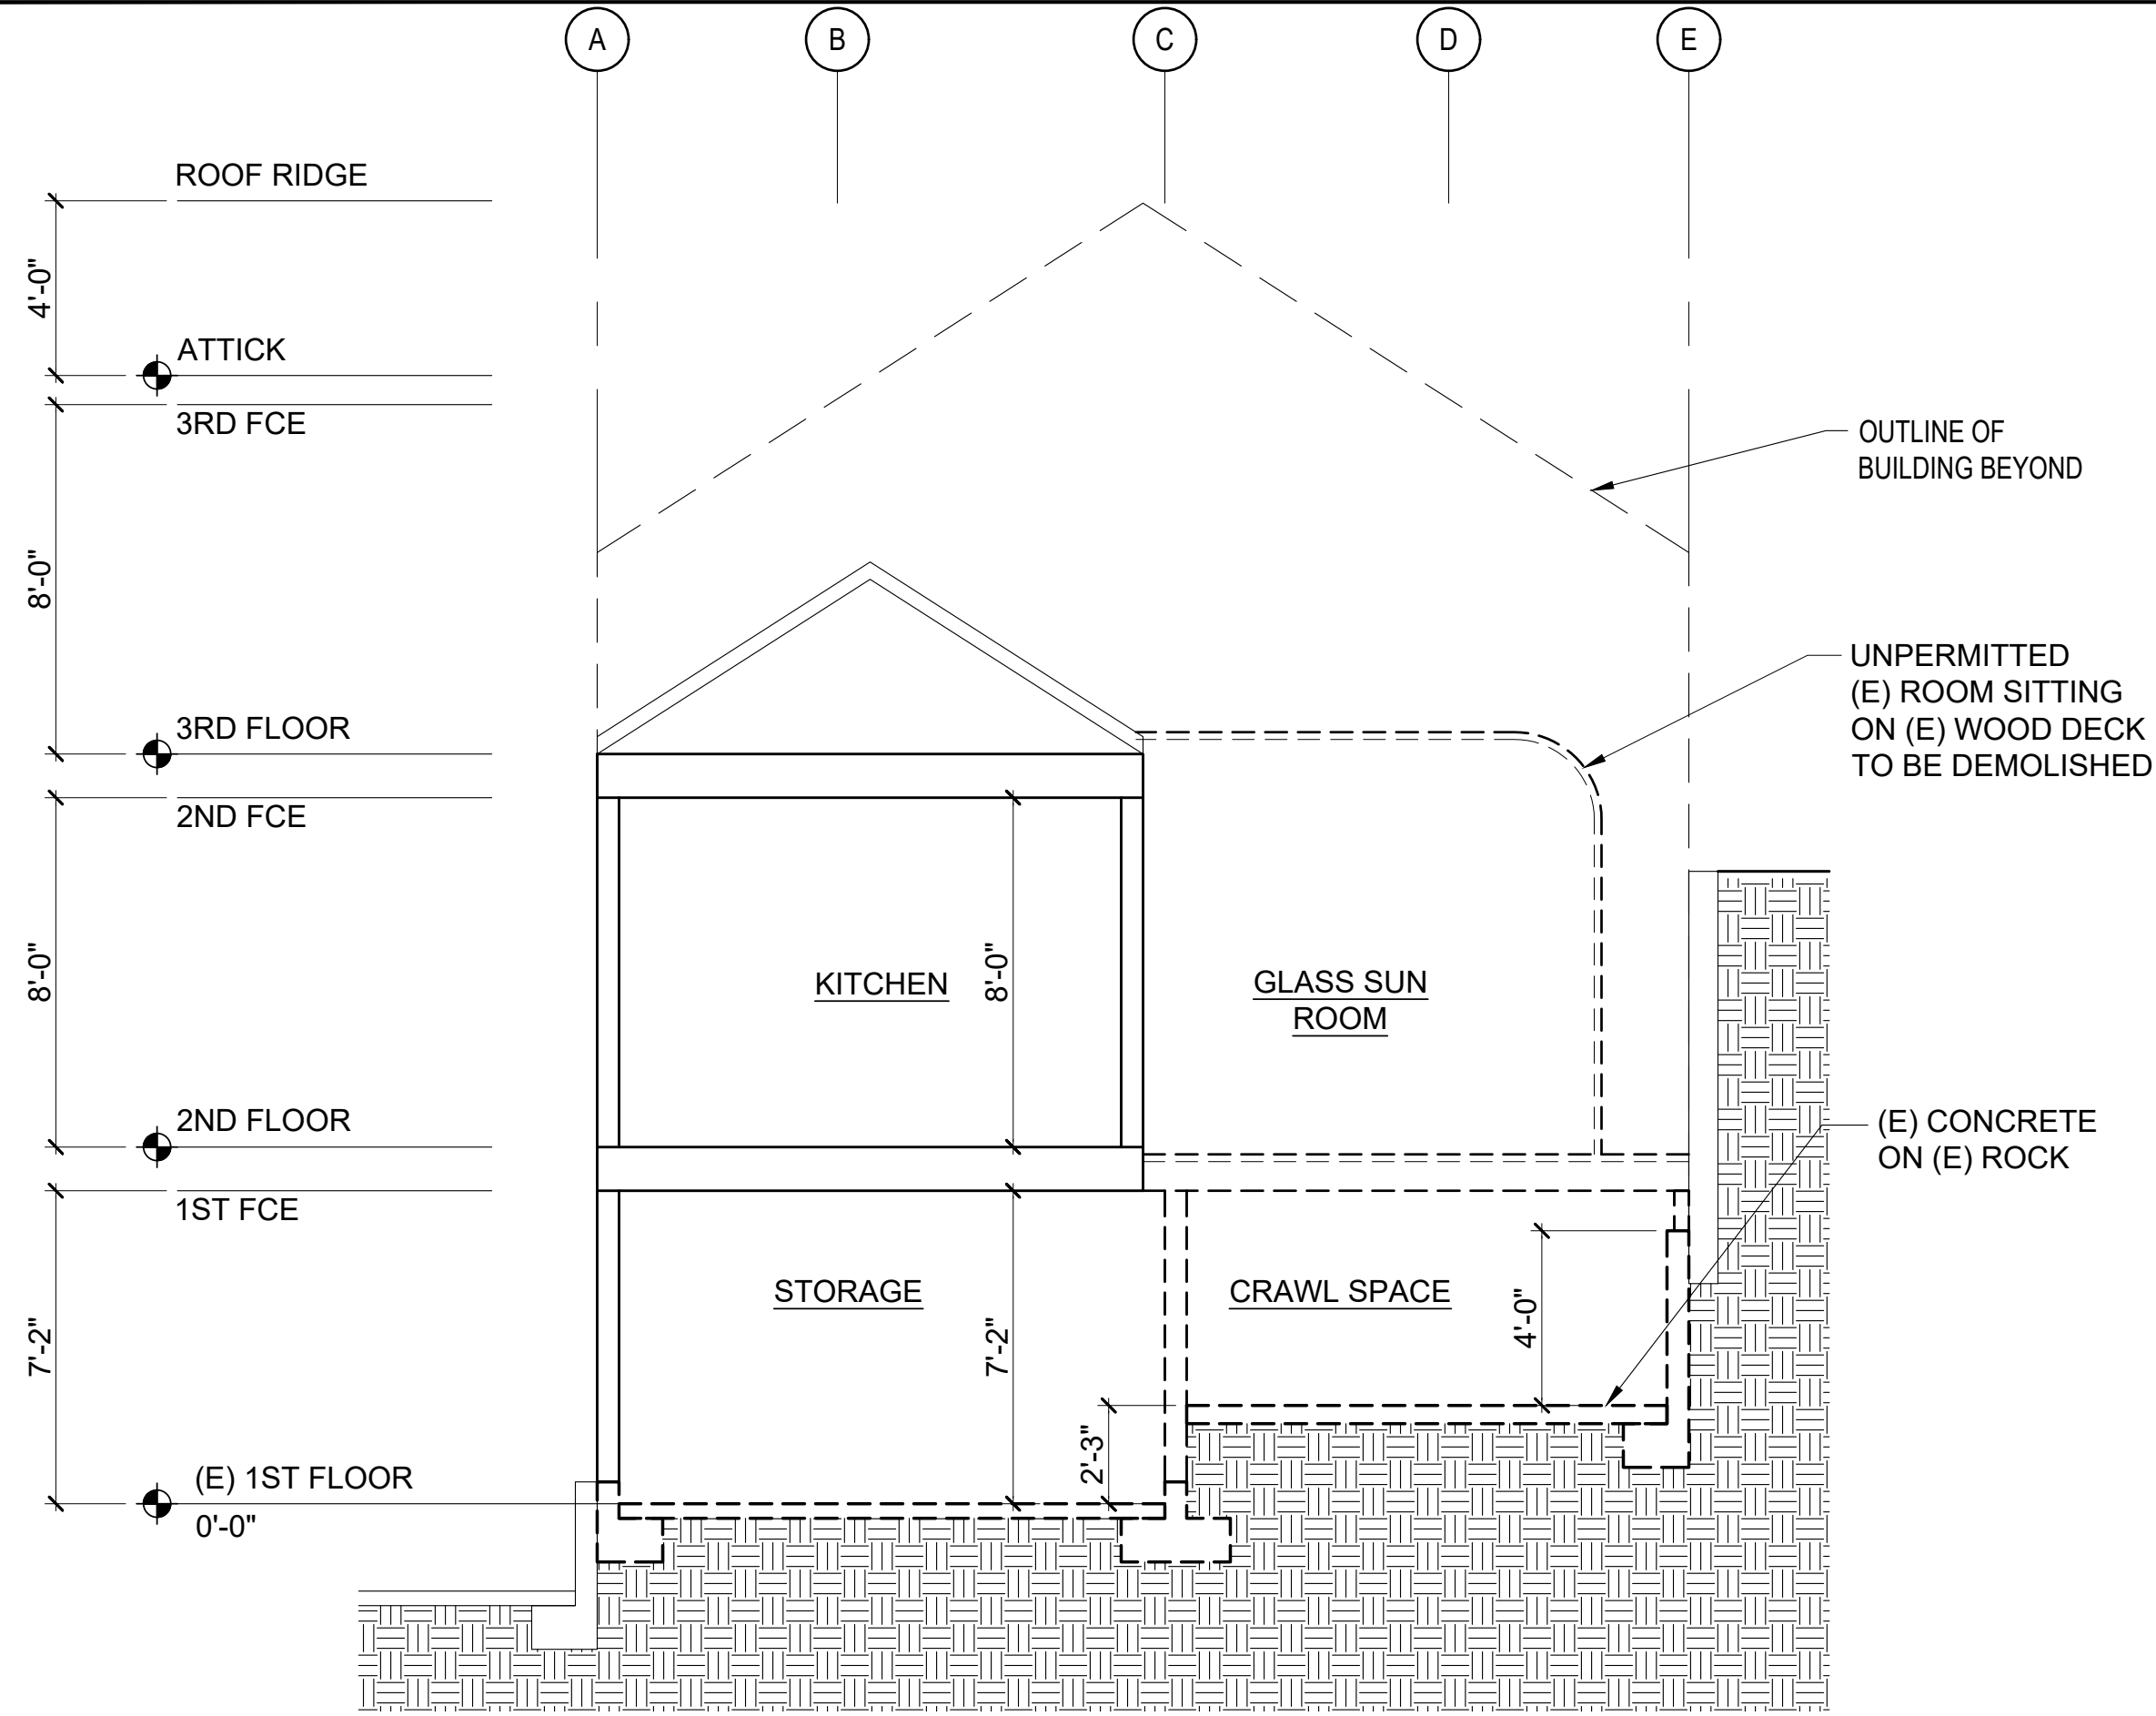 A
B
C
D
E
ROOF RIDGE
4'-0"
ATTICK
3RD FCE
OUTLINE OF
BUILDING BEYOND
8'-0"
UNPERMITTED
(E) ROOM SITTING
ON (E) WOOD DECK
TO BE DEMOLISHED
3RD FLOOR
2ND FCE
8'-0"
KITCHEN
8'-0"
GLASS SUN
ROOM
2ND FLOOR
1ST FCE
(E) CONCRETE
ON (E) ROCK
7'-2"
STORAGE
7'-2"
CRAWL SPACE
4'-0"
2'-3"
(E) 1ST FLOOR
0'-0"